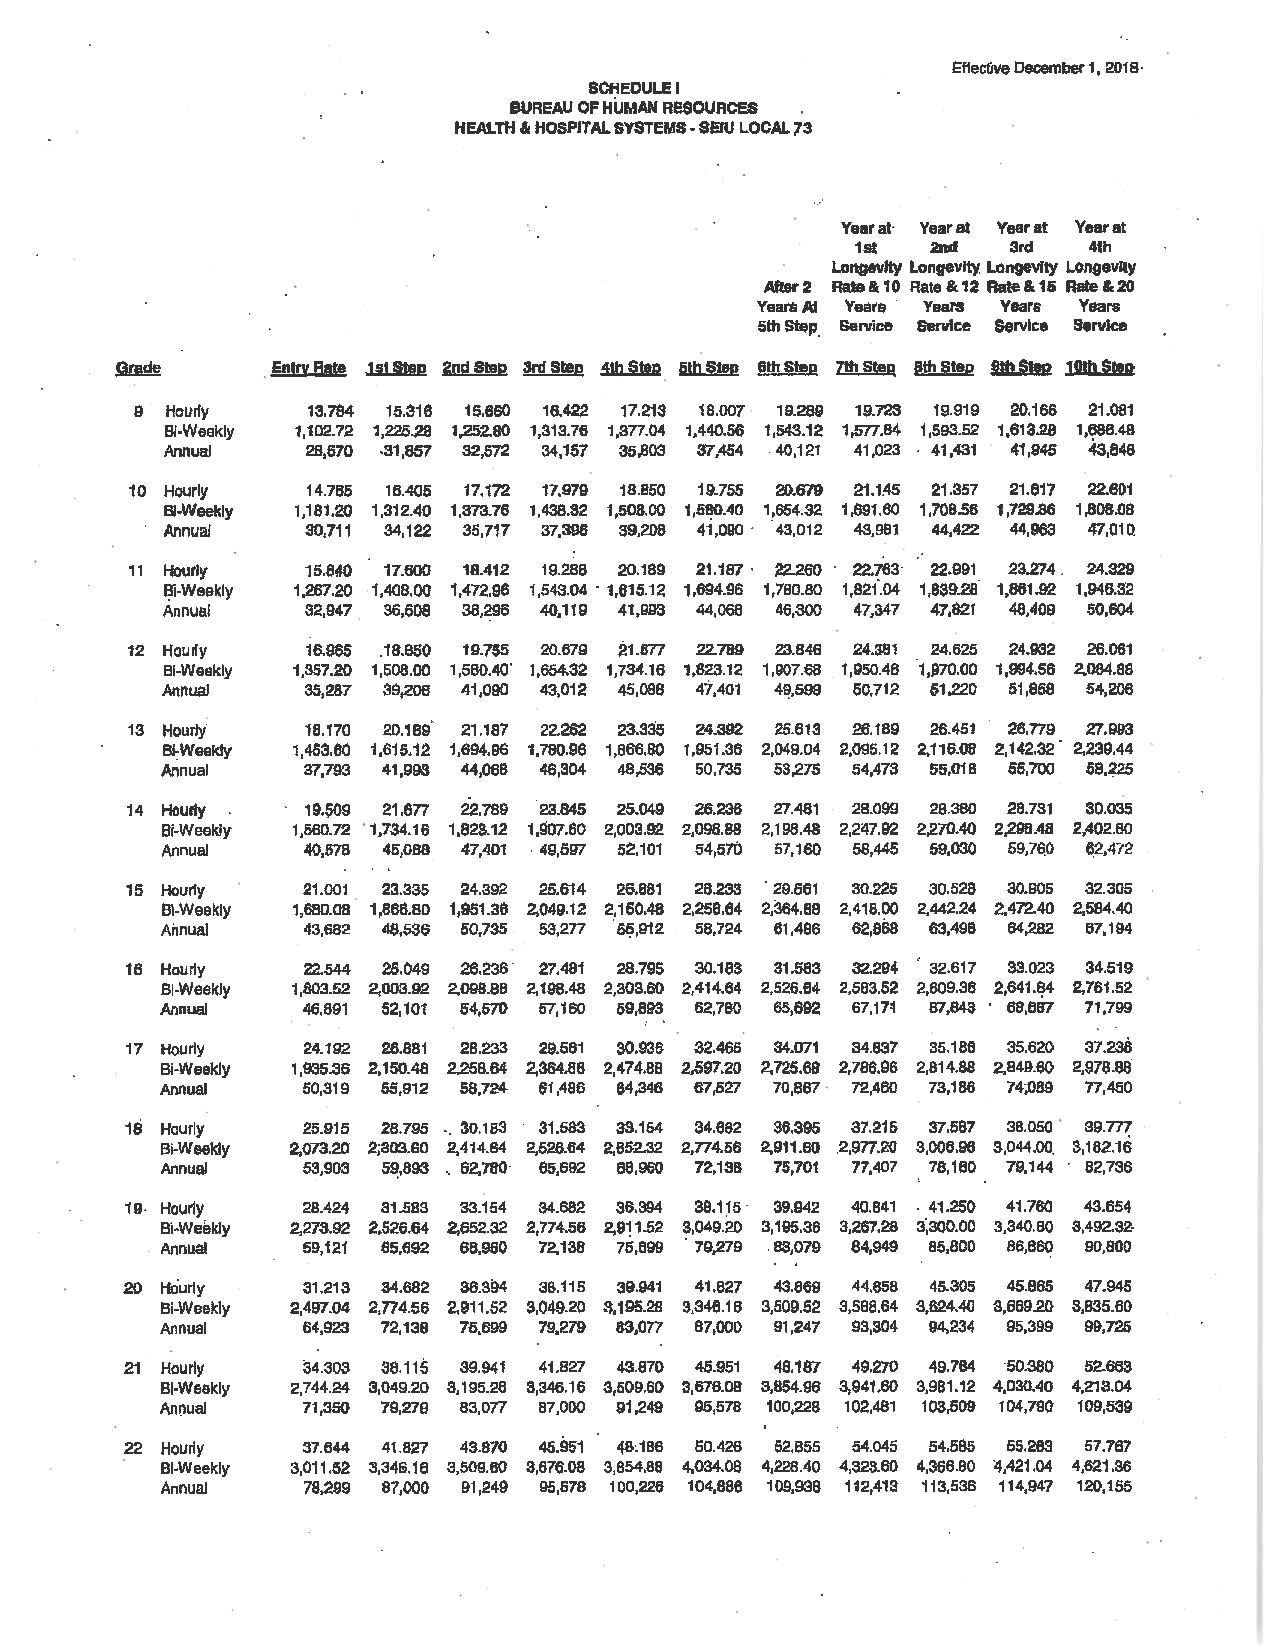 Effective December 1, 2018
SCHEDULE I
BUREAU OF HUMAN RESOURCES
HEALTH & HOSPITAL SYSTEMS - SEIU LOCAL 73
Year at Year at Year at Year at
1st 2nd 3rd 4th
Longevity Longevity Longevity Longevity
After 2 Rate & 10 Rate & 12 Rate & 15 Rate & 20
Years At Years Years Years Years
5th Step Service Service Service Service
Grade Entry Rate 1st Step 2nd Step 3rd Step 4th Step 5th Step 6th Step 7th Step 8th Step 9th Step 10th Step
9 Hourly 13.784 15.316 15.660 16.422 17.213 18.007 19.289 19.723 19.919 20.166 21.081
Bi-Weekly 1,102.72 1,225.28 1,252.80 1,313.76 1,377.04 1,440.56 1,543.12 1,577.84 1,593.52 1,613.28 1,686.48
Annual 28,670 31,857 32,572 34,157 35,803 37,454 40,121 41,023 41,431 41,945 43,848
10 Hourly 14.765 16.405 17.172 17.979 18.850 19.755 20.679 21.145 21.357 21.617 22.601
Bi-Weekly 1,181.20 1,312.40 1,373.76 1,438.32 1,508.00 1,580.40 1,654.32 1,691.60 1,708.56 1,729.36 1,808.08
Annual 30,711 34,122 35,717 37,396 39,208 41,090 43,012 43,981 44,422 44,963 47,010
11 Hourly 15.840 17.600 18.412 19.288 20.189 21.187 22.260 22.763 22.991 23.274 24.329
Bi-Weekly 1,267.20 1,408.00 1,472.96 1,543.04 1,615.12 1,694.96 1,780.80 1,821.04 1,839.28 1,861.92 1,946.32
Annual 32,947 36,608 38,296 40,119 41,993 44,068 46,300 47,347 47,821 48,409 50,604
12 Hourly 16.965 18.850 19.755 20.679 21.677 22.789 23.846 24.381 24.625 24.932 26.061
Bi-Weekly 1,357.20 1,508.00 1,580.40 1,654.32 1,734.16 1,823.12 1,907.68 1,950.48 1,970.00 1,994.56 2,084.88
Annual 35,287 39,208 41,090 43,012 45,088 47,401 49,599 50,712 51,220 51,858 54,206
13 Hourly 18.170 20.189 21.187 22.262 23.335 24.392 25.613 26.189 26.451 26.779 27.993
Bi-Weekly 1,453.60 1,615.12 1,694.96 1,780.96 1,866.80 1,951.36 2,049.04 2,095.12 2,116.08 2,142.32 2,239.44
Annual 37,793 41,993 44,068 46,304 48,536 50,735 53,275 54,473 55,018 55,700 58,225
14 Hourly 19.509 21.677 22.789 23.845 25.049 26.236 27.481 28.099 28.380 28.731 30.035
Bi-Weekly 1,560.72 1,734.16 1,823.12 1,907.60 2,003.92 2,098.88 2,198.48 2,247.92 2,270.40 2,298.48 2,402.80
Annual 40,578 45,088 47,401 49,597 52,101 54,570 57,160 58,445 59,030 59,760 62,472
15 Hourly 21.001 23.335 24.392 25.614 26.881 28.233 29.561 30.225 30.528 30.905 32.305
Bi-Weekly 1,680.08 1,866.80 1,951.36 2,049.12 2,150.48 2,258.64 2,364.88 2,418.00 2,442.24 2,472.40 2,584.40
Annual 43,682 48,536 50,735 53,277 55,912 58,724 61,486 62,868 63,498 64,282 67,194
16 Hourly 22.544 25.049 26.236 27.481 28.795 30.183 31.583 32.294 32.617 33.023 34.519
Bi-Weekly 1,803.52 2,003.92 2,098.88 2,198.48 2,303.60 2,414.64 2,526.64 2,583.52 2,609.36 2,641.84 2,761.52
Annual 46,891 52,101 54,570 57,160 59,893 62,780 65,692 67,171 67,843 68,687 71,799
17 Hourly 24.192 26.881 28.233 29.561 30.936 32.465 34.071 34.837 35.186 35.620 37.236
Bi-Weekly 1,935.36 2,150.48 2,258.64 2,364.88 2,474.88 2,597.20 2,725.68 2,786.96 2,814.88 2,849.60 2,978.88
Annual 50,319 55,912 58,724 61,486 64,346 67,527 70,867 72,460 73,186 74,089 77,450
18 Hourly 25.915 28.795 30.183 31.583 33.154 34.682 36.395 37.215 37.587 38.050 39.777
Bi-Weekly 2,073.20 2,303.60 2,414.64 2,526.64 2,652.32 2,774.56 2,911.60 2,977.20 3,006.96 3,044.00 3,182.16
Annual 53,903 59,893 62,780 65,692 68,960 72,138 75,701 77,407 78,180 79,144 82,736
19 Hourly 28.424 31.583 33.154 34.682 36.394 38.115 39.942 40.841 41.250 41.760 43.654
Bi-Weekly 2,273.92 2,526.64 2,652.32 2,774.56 2,911.52 3,049.20 3,195.36 3,267.28 3,300.00 3,340.80 3,492.32
Annual 59,121 65,692 68,960 72,138 75,699 79,279 83,079 84,949 85,800 86,860 90,800
20 Hourly 31.213 34.682 36.394 38.115 39.941 41.827 43.869 44.858 45.305 45.865 47.945
Bi-Weekly 2,497.04 2,774.56 2,911.52 3,049.20 3,195.28 3,346.16 3,509.52 3,588.64 3,624.40 3,669.20 3,835.60
Annual 64,923 72,138 75,699 79,279 83,077 87,000 91,247 93,304 94,234 95,399 99,725
21 Hourly 34.303 38.115 39.941 41.827 43.870 45.951 48.187 49.270 49.764 50.380 52.663
Bi-Weekly 2,744.24 3,049.20 3,195.28 3,346.16 3,509.60 3,676.08 3,854.96 3,941.60 3,981.12 4,030.40 4,213.04
Annual 71,350 79,279 83,077 87,000 91,249 95,578 100,228 102,481 103,509 104,790 109,539
22 Hourly 37.644 41.827 43.870 45.951 48.186 50.426 52.855 54.045 54.585 55.263 57.767
Bi-Weekly 3,011.52 3,346.16 3,509.60 3,676.08 3,854.88 4,034.08 4,228.40 4,323.60 4,366.80 4,421.04 4,621.36
Annual 78,299 87,000 91,249 95,578 100,226 104,886 109,938 112,413 113,536 114,947 120,155